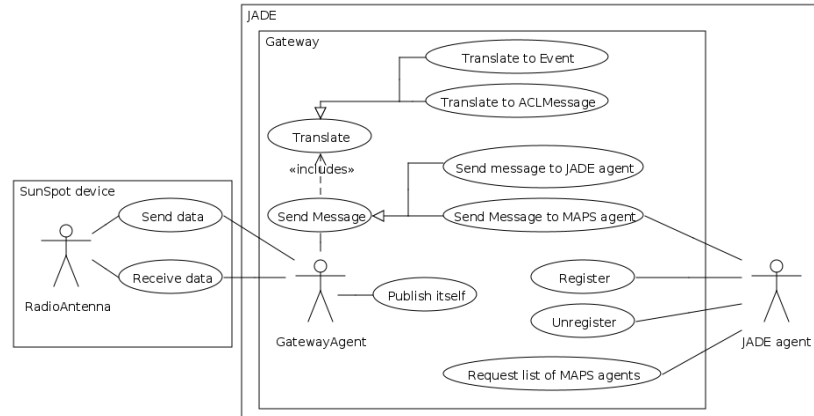 JADE
Gateway
Translate to Event
Translate to ACLMessage
Translate
«includes»
Send message to JADE agent
SunSpot device
Send data
Send Message
Send Message to MAPS agent
Receive data
Register
RadioAntenna
Publish itself
Unregister
GatewayAgent
JADE agent
Request list of MAPS agents